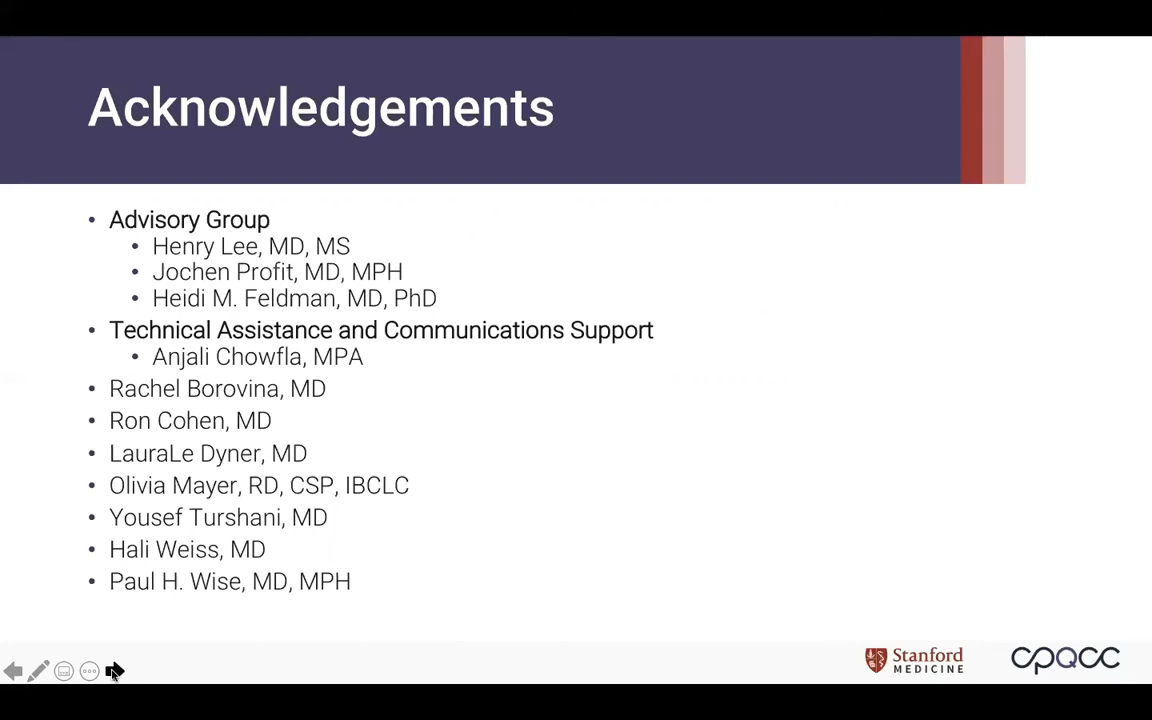 Acknowledgements
• Advisory Group
• Henry Lee, MD, MS
• Jochen Profit, MD, MPH
• Heidi M. Feldman, MD, PhD
• Technical Assistance and Communications Support
• Anjali Chowfla, MPA
• Rachel Borovina, MD
• Ron Cohen, MD
• LauraLe Dyner, MD
• Olivia Mayer, RD, CSP, IBCLC
• Yousef Turshani, MD
• Hali Weiss, MD
• Paul H. Wise, MD, MPH
Stanford
MEDICINE
cpqcc